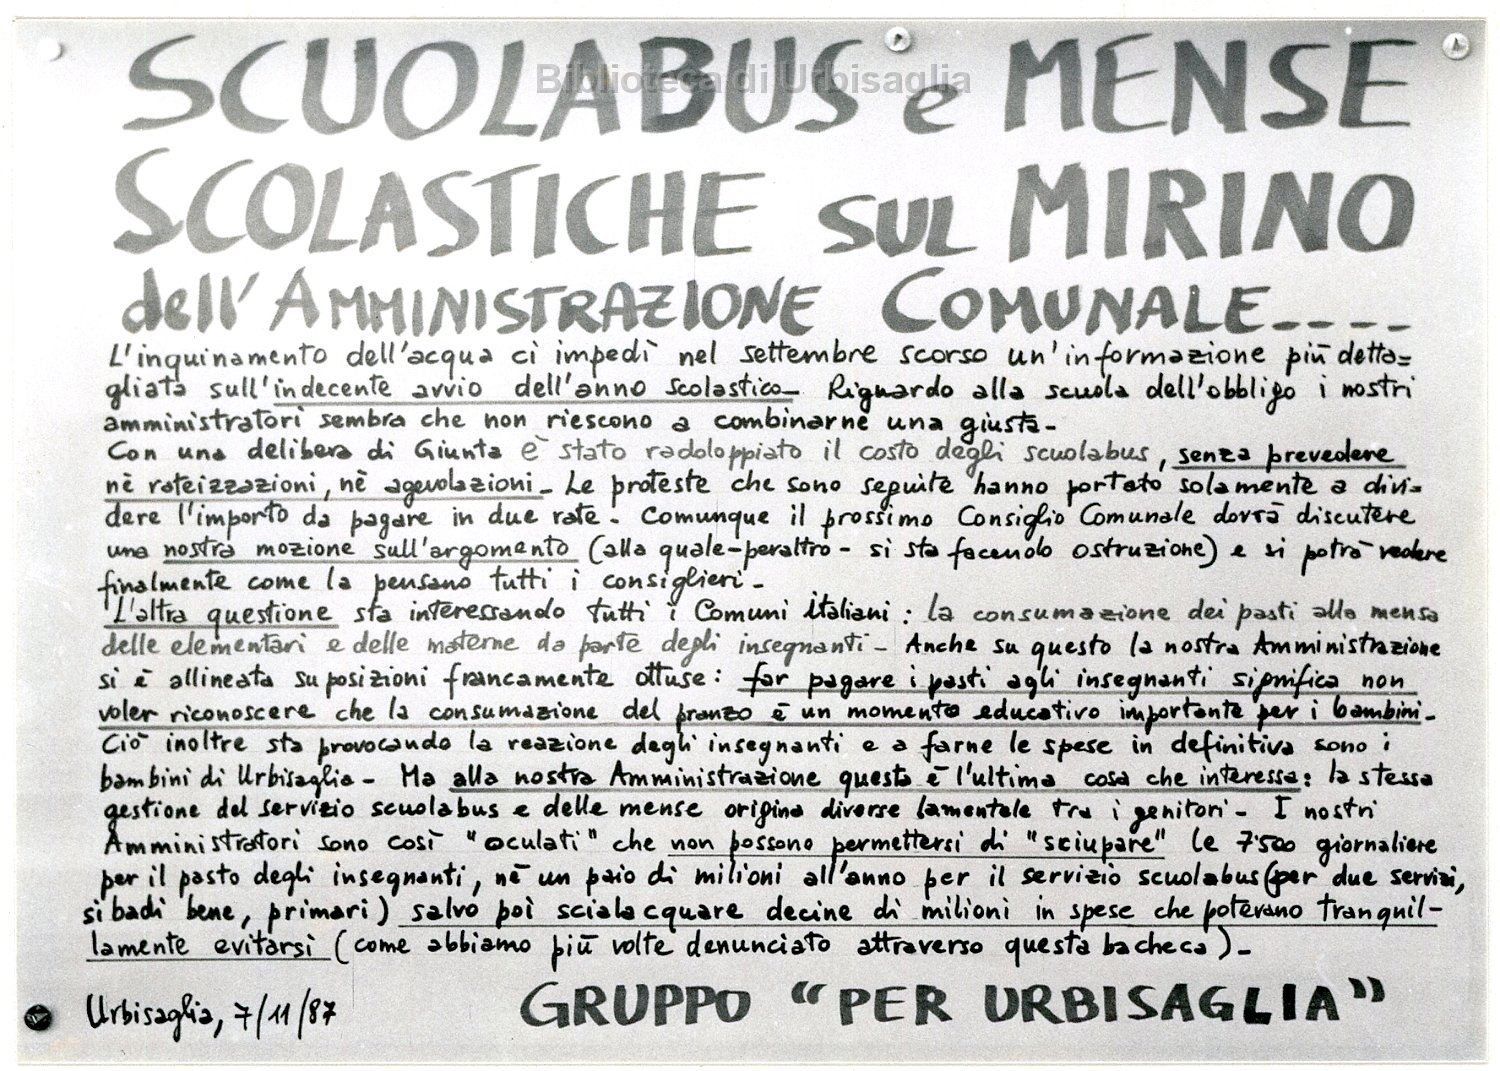 SCUOLABUS e MENSE
Biblioteca di Urbisaglia
SCOLASTICHE SUL MIRINO
dell'AMMINISTRAZIONE COMUNALE----
L'inquinamento dell'acqua ci impedì nel settembre scorso un'informazione più detta=
gliata sull'indecente avvio dell'anno scolastico_ Riguardo alla scuola dell'obbligo i nostri
amministratori sembra che non riescono a combinarne una giusta-
Con una delibera di Giunta è stato radoloppiato il costo degli scuolabus, senza prevedere
nè rateizzazioni, nè agevolazioni_ Le proteste che sono seguite hanno portato solamente a divi=
dere l'importo da pagare in due rate- Comunque il prossimo Consiglio Comunale dovrà discutere
una nostra mozione sull'argomento (alla quale-peraltro- si sta facendo ostruzione) e si potrà vedere
finalmente come la pensano tutti i consiglieri-
L'altra questione sta interessando tutti i Comuni italiani: la consumazione dei pasti alla mensa
delle elementari e delle materne da parte degli insegnanti- Anche su questo la nostra Amministrazione
si è allineata su posizioni francamente ottuse: far pagare i pasti agli insegnanti significa non
voler riconoscere che la consumazione del pranzo è un momento educativo importante per i bambini-
Ciò inoltre sta provocando la reazione degli insegnanti e a farne le spese in definitiva sono i
bambini di Urbisaglia- Ma alla nostra Amministrazione questa è l'ultima cosa che interessa: la stessa
gestione del servizio scuolabus e delle mense origina diverse lamentele tra i genitori- I nostri
Amministratori sono così "oculati" che non possono permettersi di "sciupare" le 7'500 giornaliere
per il pasto degli insegnanti, nè un paio di milioni all'anno per il servizio scuolabus (per due servizi,
si badi bene, primari) salvo poi scialacquare decine di milioni in spese che potevano tranquil-
lamente evitarsi (come abbiamo più volte denunciato attraverso questa bacheca)-
Urbisaglia, 7/11/87 GRUPPO "PER URBISAGLIA"